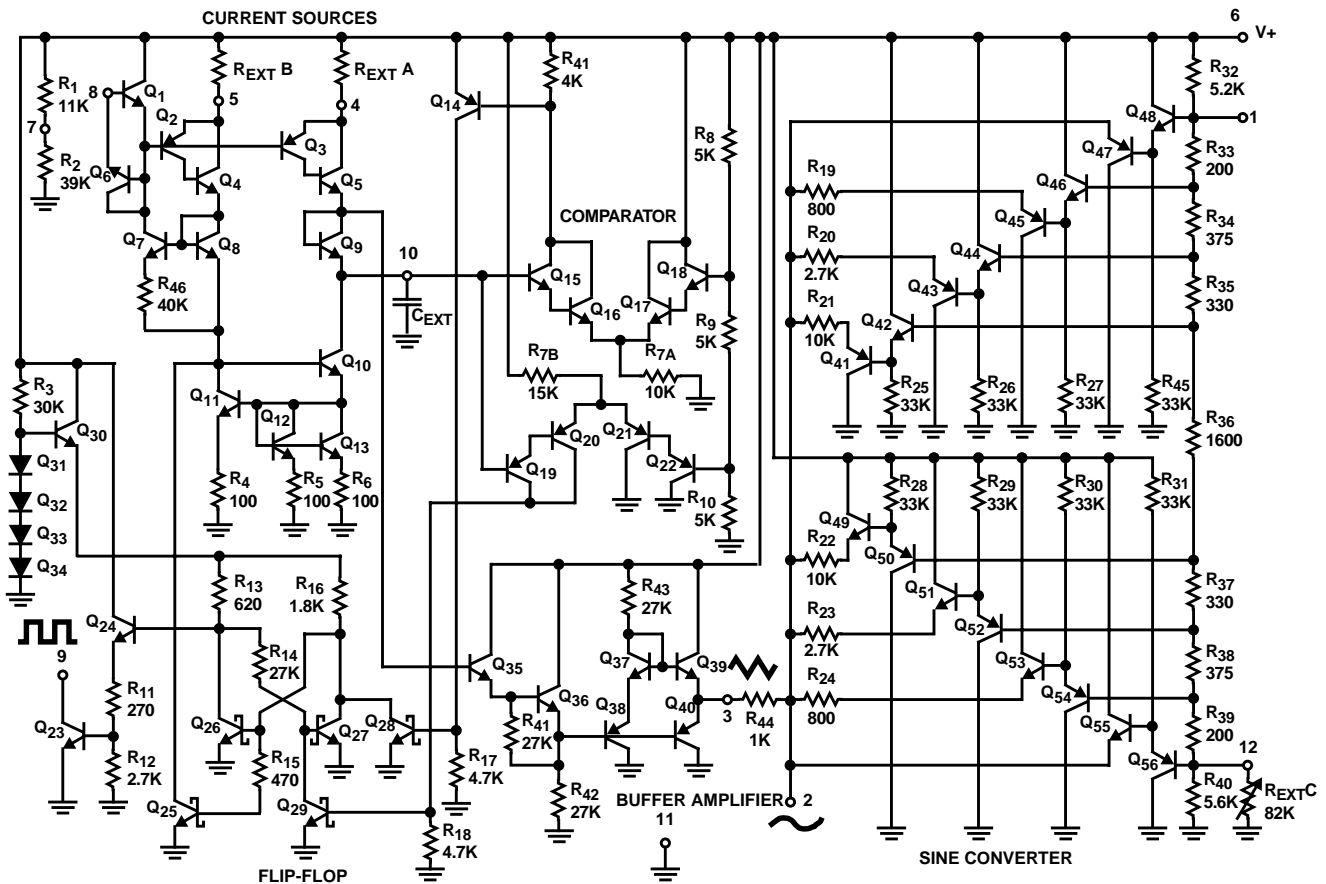 CURRENT SOURCES
6
V+
R1
11K
8
Q1
REXT B
REXT A
5
4
R41
4K
Q14
R32
5.2K
Q48
1
7
Q2
Q3
R8
5K
Q47
R33
200
R2
39K
Q6
Q4
Q5
R19
800
Q46
R34
375
COMPARATOR
Q45
Q7
Q8
Q9
10
R20
2.7K
Q44
R46
40K
CEXT
Q15
Q16
Q17
Q18
R21
10K
Q43
R35
330
R9
5K
Q42
Q41
Q10
R7B
15K
R7A
10K
R3
30K
Q11
Q12
Q13
R25
33K
R26
33K
R27
33K
R45
33K
R36
1600
Q30
Q20
Q21
Q31
Q19
Q22
Q32
R4
100
R5
100
R6
100
R10
5K
R28
33K
R29
33K
R30
33K
R31
33K
Q33
Q49
Q34
R22
10K
Q50
R13
620
R16
1.8K
R43
27K
Q51
R37
330
Q24
R23
2.7K
Q52
9
R14
27K
Q35
Q37
Q39
Q53
R38
375
R24
800
R11
270
Q36
Q54
Q23
Q26
Q27
Q28
R41
27K
Q38
Q40
3
R44
1K
Q55
R39
200
12
R12
2.7K
R15
470
R17
4.7K
R42
27K
Q56
R40
5.6K
REXTC
82K
Q25
Q29
BUFFER AMPLIFIER
2
R18
4.7K
11
FLIP-FLOP
SINE CONVERTER